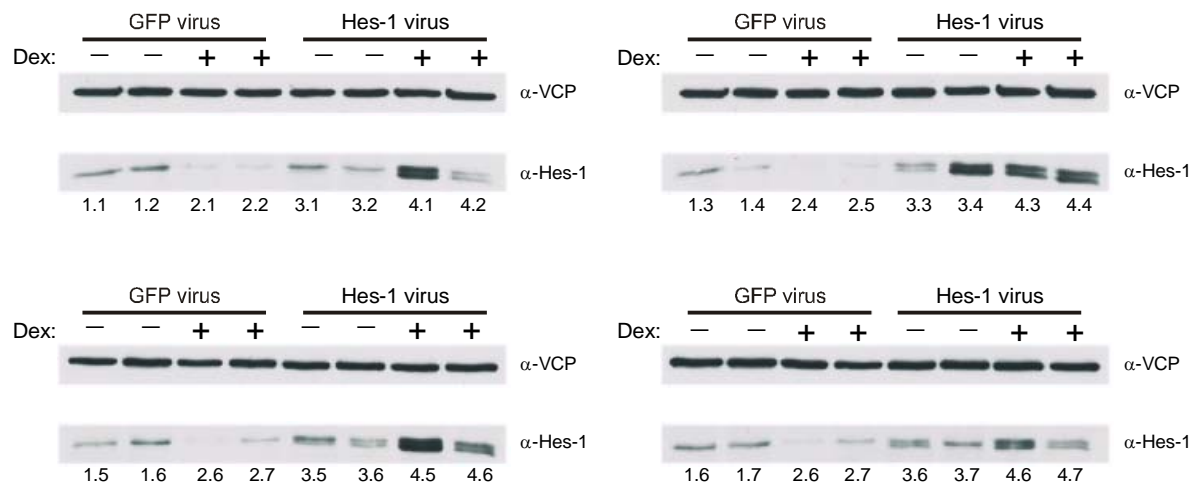 GFP virus Hes-1 virus
Dex: — — + + — — + +
α-VCP
α-Hes-1
1.1 1.2 2.1 2.2 3.1 3.2 4.1 4.2
GFP virus Hes-1 virus
Dex: — — + + — — + +
α-VCP
α-Hes-1
1.3 1.4 2.4 2.5 3.3 3.4 4.3 4.4
GFP virus Hes-1 virus
Dex: — — + + — — + +
α-VCP
α-Hes-1
1.5 1.6 2.6 2.7 3.5 3.6 4.5 4.6
GFP virus Hes-1 virus
Dex: — — + + — — + +
α-VCP
α-Hes-1
1.6 1.7 2.6 2.7 3.6 3.7 4.6 4.7